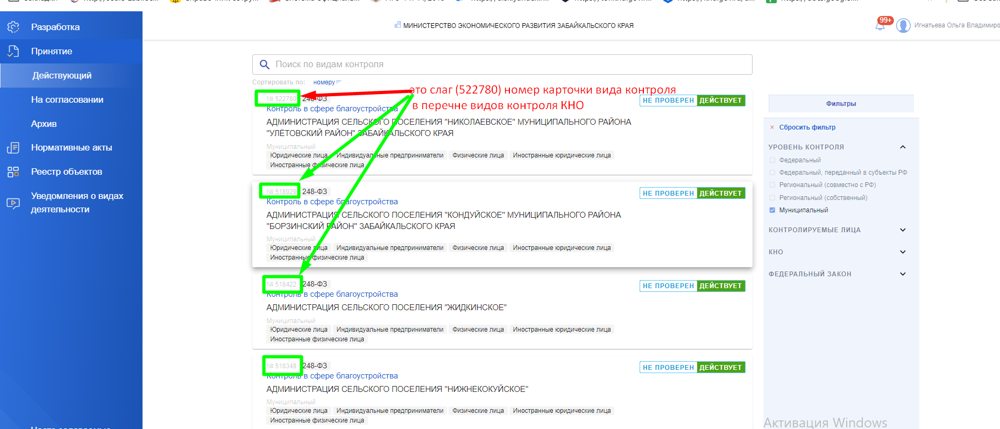 МИНИСТЕРСТВО ЭКОНОМИЧЕСКОГО РАЗВИТИЯ ЗАБАЙКАЛЬСКОГО КРАЯ
99+
Игнатьева Ольга Владимиро
Разработка
Принятие
Действующий
На согласовании
Архив
Нормативные акты
Реестр объектов
Уведомления о видах
деятельности
Поиск по видам контроля
Сортировать по: номеру
это слаг (522780) номер карточки вида контроля
в перечне видов контроля КНО
№ 522780 248-ФЗ
НЕ ПРОВЕРЕН ДЕЙСТВУЕТ
Контроль в сфере благоустройства
АДМИНИСТРАЦИЯ СЕЛЬСКОГО ПОСЕЛЕНИЯ "НИКОЛАЕВСКОЕ" МУНИЦИПАЛЬНОГО РАЙОНА
"УЛЁТОВСКИЙ РАЙОН" ЗАБАЙКАЛЬСКОГО КРАЯ
Муниципальный
Юридические лица Индивидуальные предприниматели Физические лица Иностранные юридические лица
Иностранные физические лица
№ 518929 248-ФЗ
НЕ ПРОВЕРЕН ДЕЙСТВУЕТ
Контроль в сфере благоустройства
АДМИНИСТРАЦИЯ СЕЛЬСКОГО ПОСЕЛЕНИЯ "КОНДУЙСКОЕ" МУНИЦИПАЛЬНОГО РАЙОНА
"БОРЗИНСКИЙ РАЙОН" ЗАБАЙКАЛЬСКОГО КРАЯ
Муниципальный
Юридические лица Индивидуальные предприниматели Физические лица Иностранные юридические лица
Иностранные физические лица
№ 518422 248-ФЗ
НЕ ПРОВЕРЕН ДЕЙСТВУЕТ
Контроль в сфере благоустройства
АДМИНИСТРАЦИЯ СЕЛЬСКОГО ПОСЕЛЕНИЯ "ЖИДКИНСКОЕ"
Муниципальный
Юридические лица Индивидуальные предприниматели Физические лица Иностранные юридические лица
Иностранные физические лица
№ 518348 248-ФЗ
НЕ ПРОВЕРЕН ДЕЙСТВУЕТ
Контроль в сфере благоустройства
АДМИНИСТРАЦИЯ СЕЛЬСКОГО ПОСЕЛЕНИЯ "НИЖНЕКОКУЙСКОЕ"
Муниципальный
Юридические лица Индивидуальные предприниматели Физические лица Иностранные юридические лица
Иностранные физические лица
Фильтры
× Сбросить фильтр
УРОВЕНЬ КОНТРОЛЯ
Федеральный
Федеральный, переданный в субъекты РФ
Региональный (совместно с РФ)
Региональный (собственный)
Муниципальный
КОНТРОЛИРУЕМЫЕ ЛИЦА
КНО
ФЕДЕРАЛЬНЫЙ ЗАКОН
Активация Windows